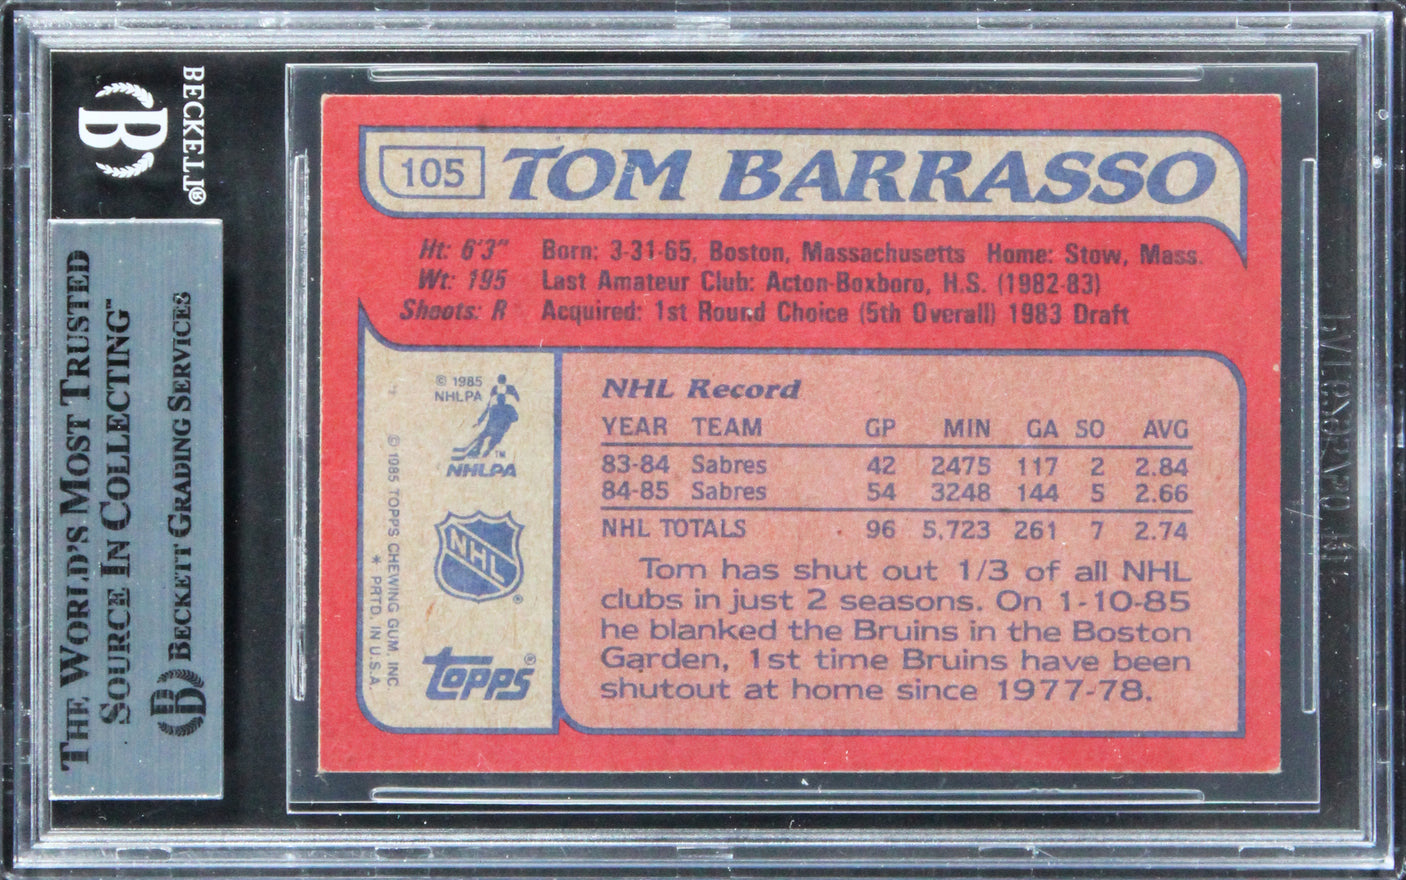 BECKETT®
B
THE WORLD'S MOST TRUSTED
SOURCE IN COLLECTING™
BECKETT GRADING SERVICES
105 TOM BARRASSO
Ht: 6'3" Born: 3-31-65, Boston, Massachusetts Home: Stow, Mass.
Wt: 195 Last Amateur Club: Acton-Boxboro, H.S. (1982-83)
Shoots: R Acquired: 1st Round Choice (5th Overall) 1983 Draft
© 1985
NHLPA
TM
NHLPA
NHL
®
topps®
© 1985 TOPPS CHEWING GUM, INC.
* PRTD. IN U.S.A.
NHL Record
YEAR TEAM GP MIN GA SO AVG
83-84 Sabres 42 2475 117 2 2.84
84-85 Sabres 54 3248 144 5 2.66
NHL TOTALS 96 5,723 261 7 2.74
Tom has shut out 1/3 of all NHL
clubs in just 2 seasons. On 1-10-85
he blanked the Bruins in the Boston
Garden, 1st time Bruins have been
shutout at home since 1977-78.